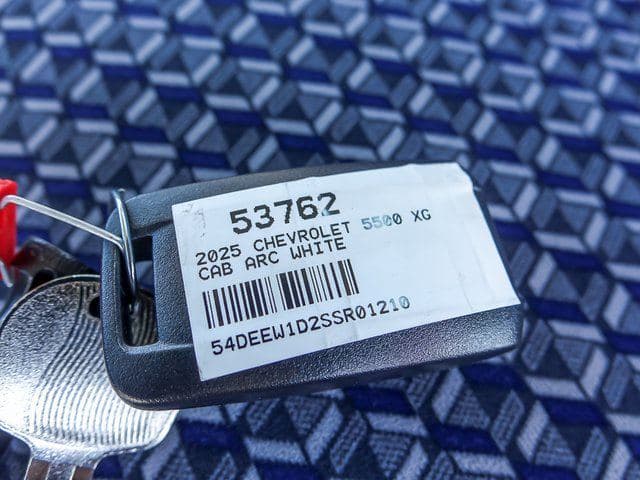 53762
2025 CHEVROLET 5500 XG
CAB ARC WHITE
54DEEW1D2SSR01210